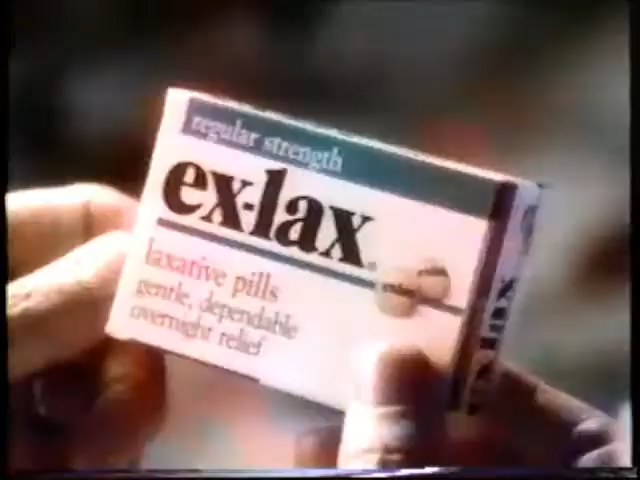 regular strength
ex-lax
laxative pills
gentle, dependable
overnight relief